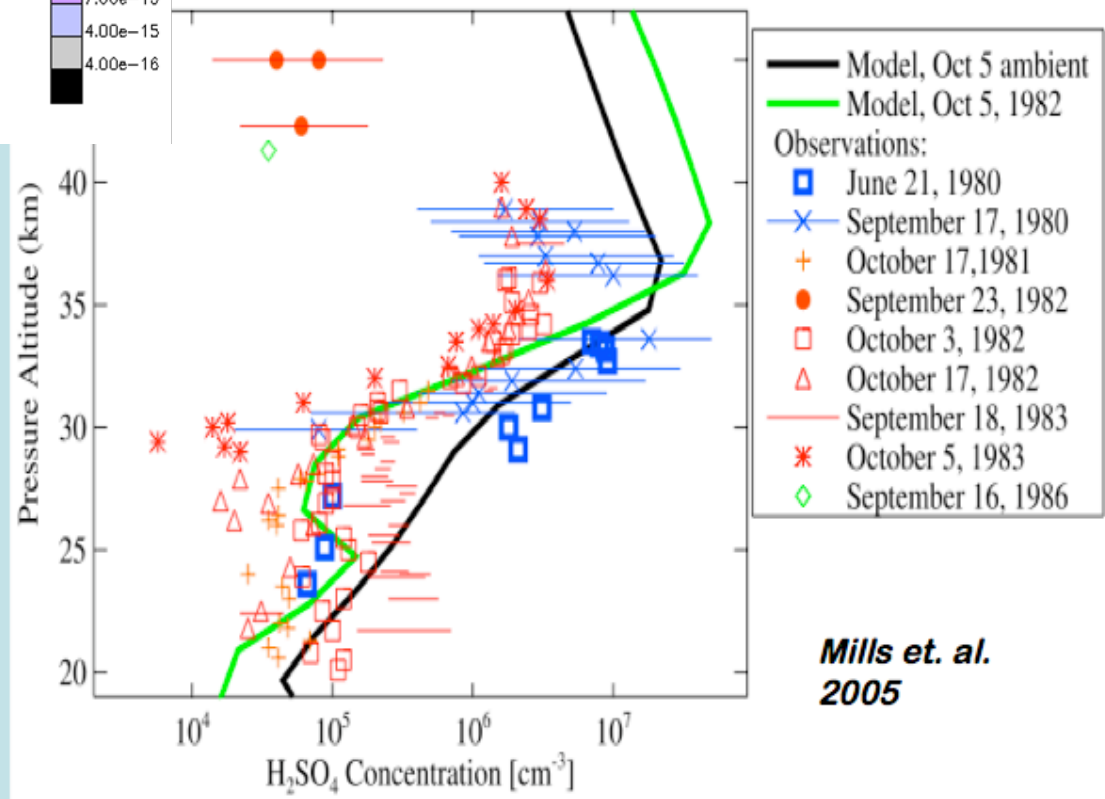 4.00e−15
4.00e−16
Pressure Altitude (km)
40
35
30
25
20
10⁴
10⁵
10⁶
10⁷
H₂SO₄ Concentration [cm⁻³]
Model, Oct 5 ambient
Model, Oct 5, 1982
Observations:
June 21, 1980
September 17, 1980
October 17,1981
September 23, 1982
October 3, 1982
October 17, 1982
September 18, 1983
October 5, 1983
September 16, 1986
Mills et. al.
2005